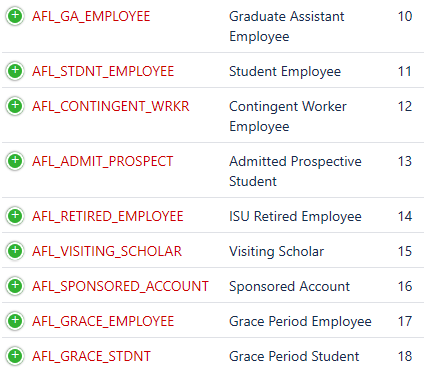 AFL_GA_EMPLOYEE Graduate Assistant Employee 10
AFL_STDNT_EMPLOYEE Student Employee 11
AFL_CONTINGENT_WRKR Contingent Worker Employee 12
AFL_ADMIT_PROSPECT Admitted Prospective Student 13
AFL_RETIRED_EMPLOYEE ISU Retired Employee 14
AFL_VISITING_SCHOLAR Visiting Scholar 15
AFL_SPONSORED_ACCOUNT Sponsored Account 16
AFL_GRACE_EMPLOYEE Grace Period Employee 17
AFL_GRACE_STDNT Grace Period Student 18